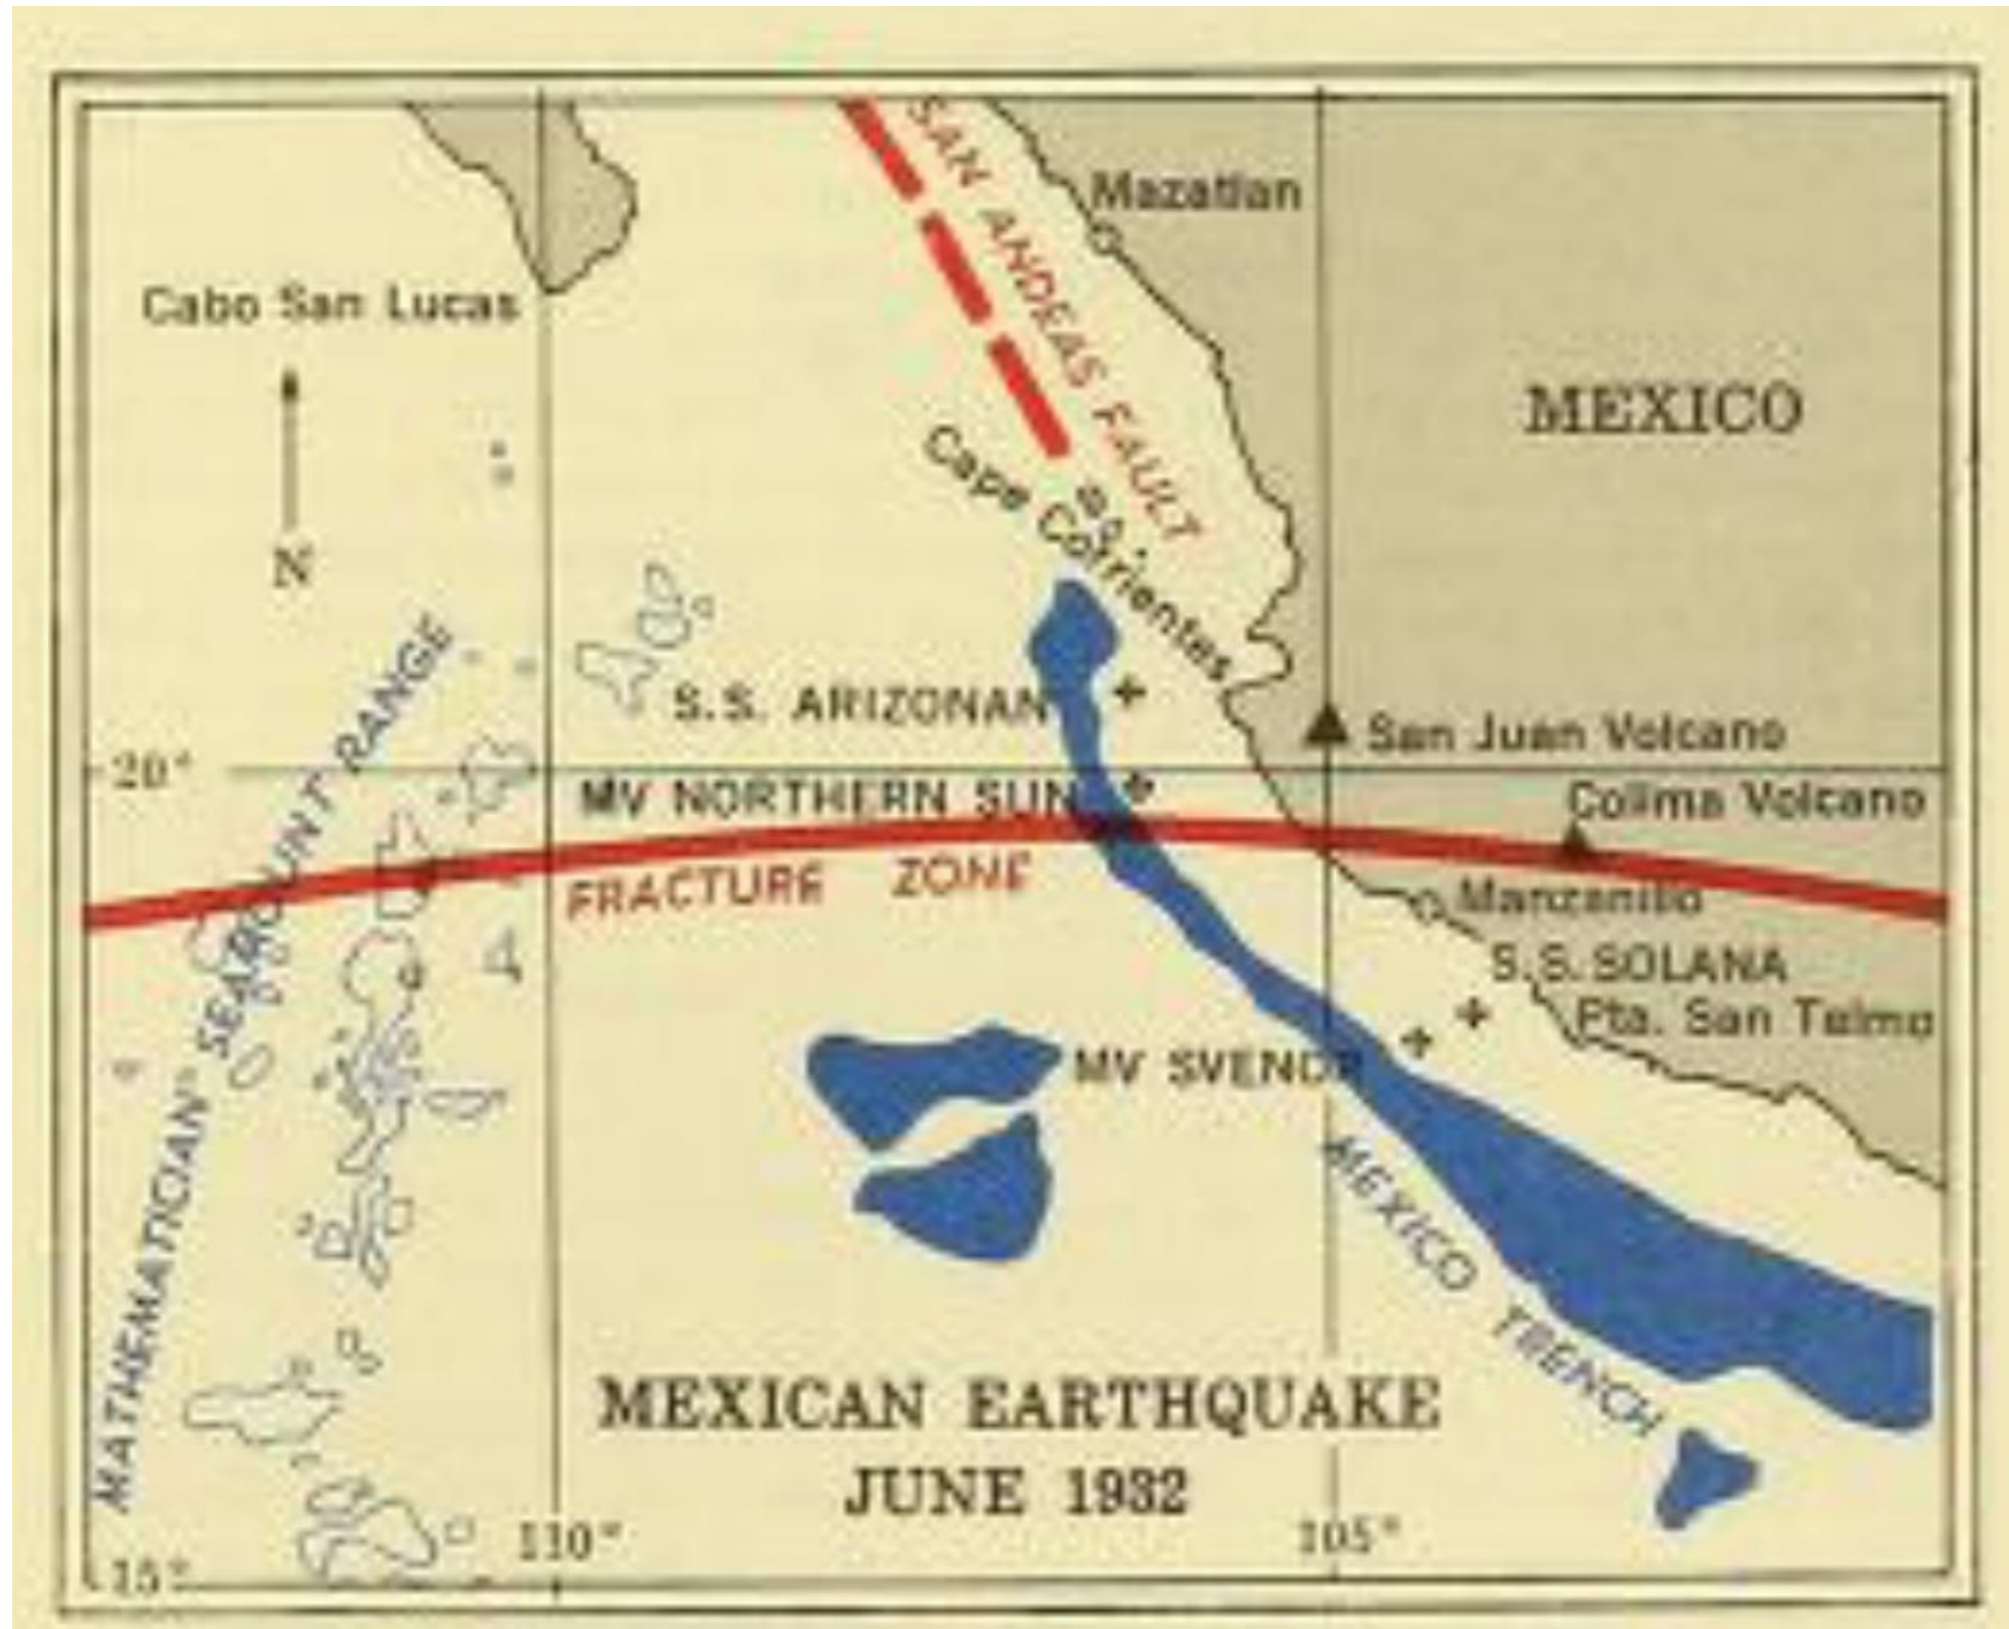 SAN ANDEAS FAULT
Mazatlan
Cabo San Lucas
MEXICO
N
Cape Corrientes
"MATHEMATICIAN" SEAMOUNT RANGE
S.S. ARIZONAN
San Juan Volcano
20°
MV NORTHERN SUN
Colima Volcano
FRACTURE ZONE
Manzanillo
S.S. SOLANA
Pta. San Telmo
MV SVENOR
MEXICO TRENCH
MEXICAN EARTHQUAKE
JUNE 1932
110°
105°
15°